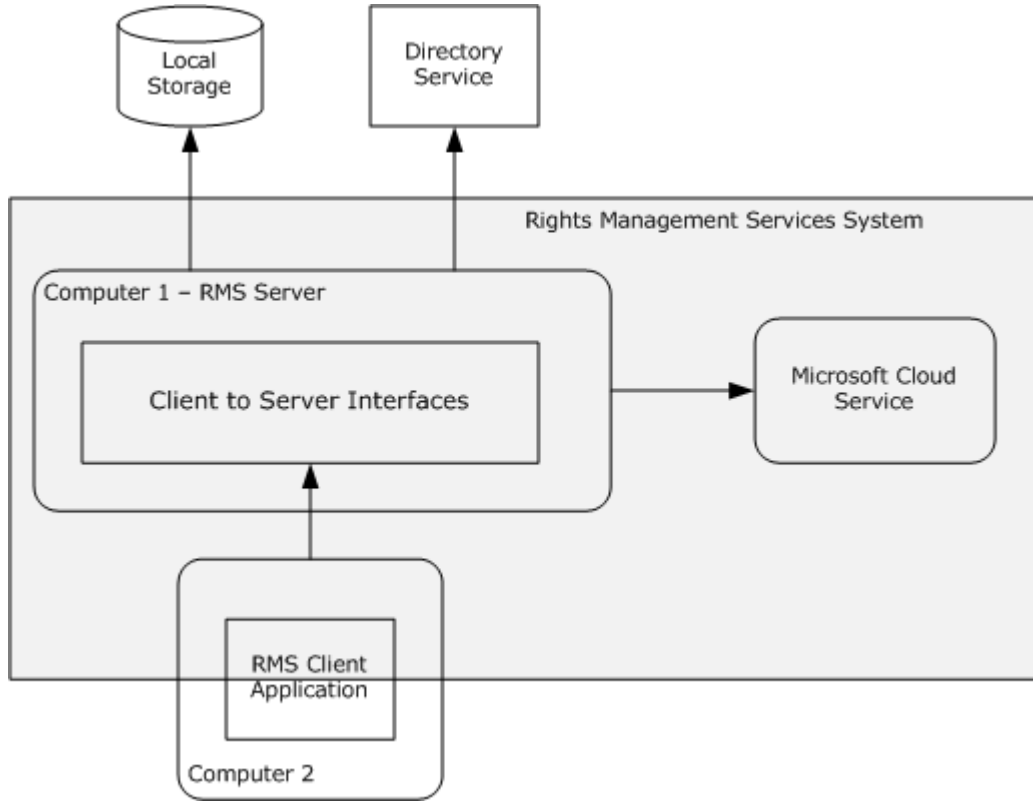 Local
Storage
Directory
Service
Rights Management Services System
Computer 1 – RMS Server
Client to Server Interfaces
Microsoft Cloud
Service
RMS Client
Application
Computer 2